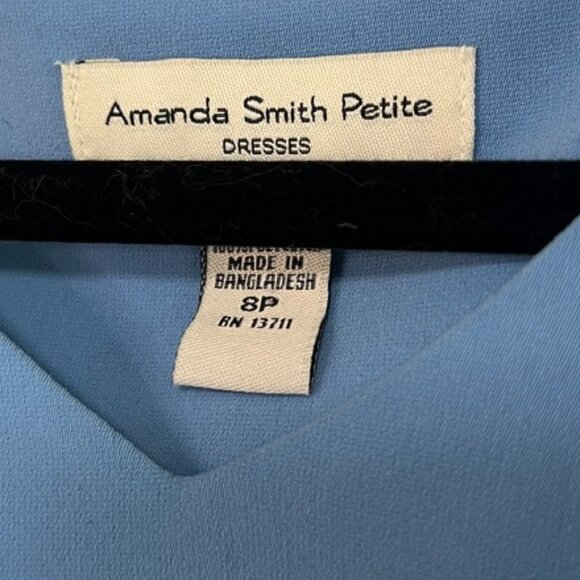 Amanda Smith Petite
DRESSES
MADE IN
BANGLADESH
8P
RN 13711